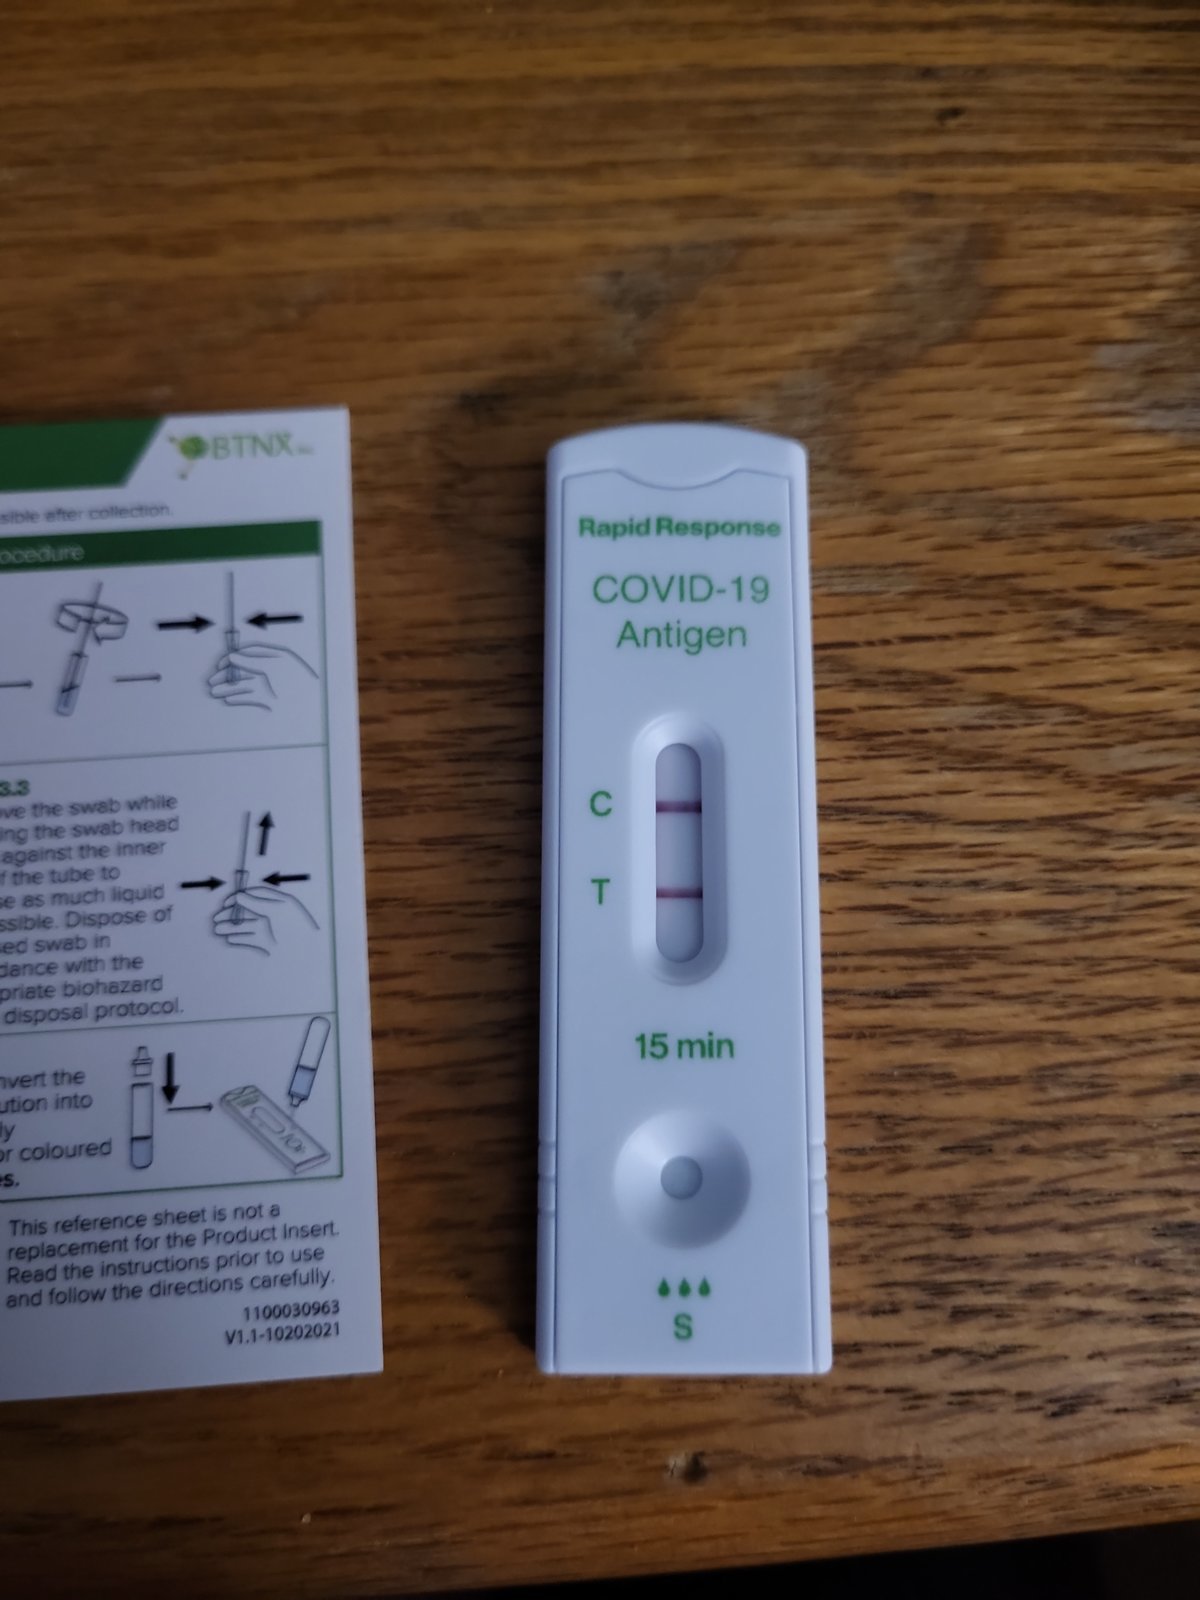 BTNX
sible after collection.
ocedure
3.3
ove the swab while
ing the swab head
against the inner
f the tube to
se as much liquid
ssible. Dispose of
sed swab in
dance with the
priate biohazard
disposal protocol.
nvert the
ution into
ly
or coloured
s.
This reference sheet is not a
replacement for the Product Insert.
Read the instructions prior to use
and follow the directions carefully.
1100030963
V1.1-10202021
Rapid Response
COVID-19
Antigen
C
T
15 min
S